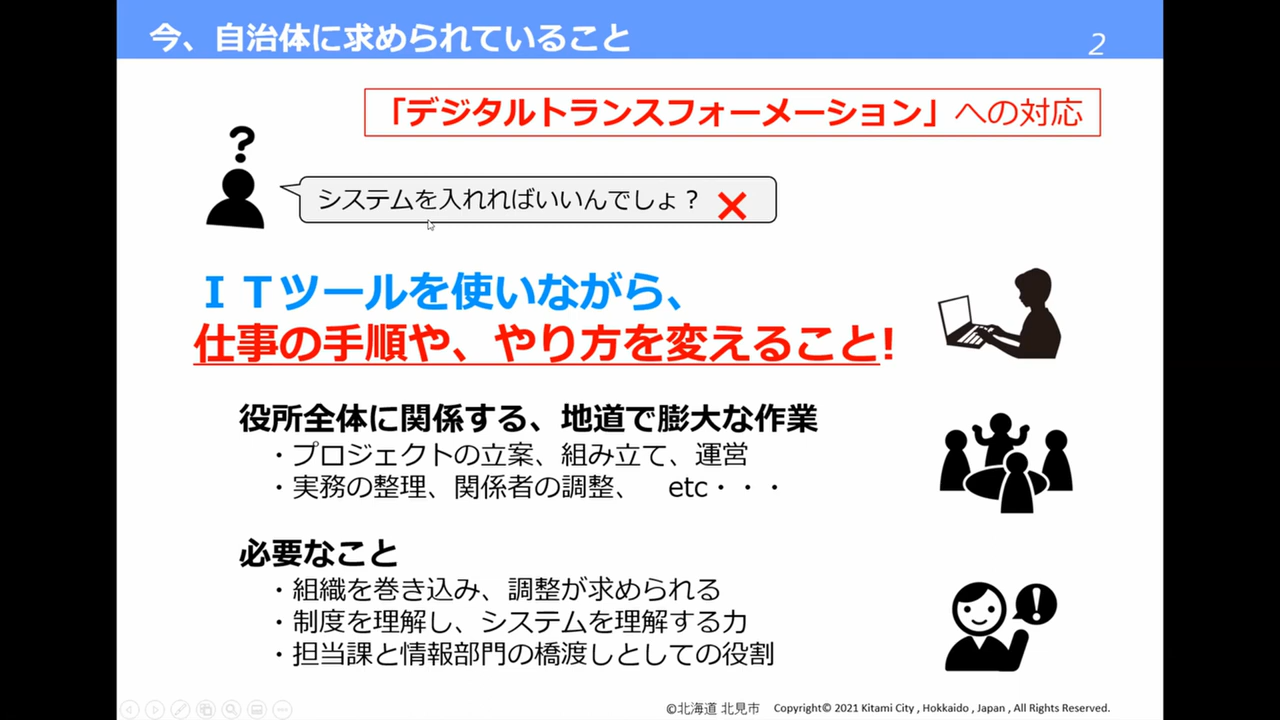 今、自治体に求められていること
2
「デジタルトランスフォーメーション」への対応
?
システムを入れればいいんでしょ？
ＩＴツールを使いながら、
仕事の手順や、やり方を変えること!
役所全体に関係する、地道で膨大な作業
・プロジェクトの立案、組み立て、運営
・実務の整理、関係者の調整、　etc・・・
必要なこと
・組織を巻き込み、調整が求められる
・制度を理解し、システムを理解する力
・担当課と情報部門の橋渡しとしての役割
!
©北海道 北見市　Copyright© 2021 Kitami City , Hokkaido , Japan , All Rights Reserved.